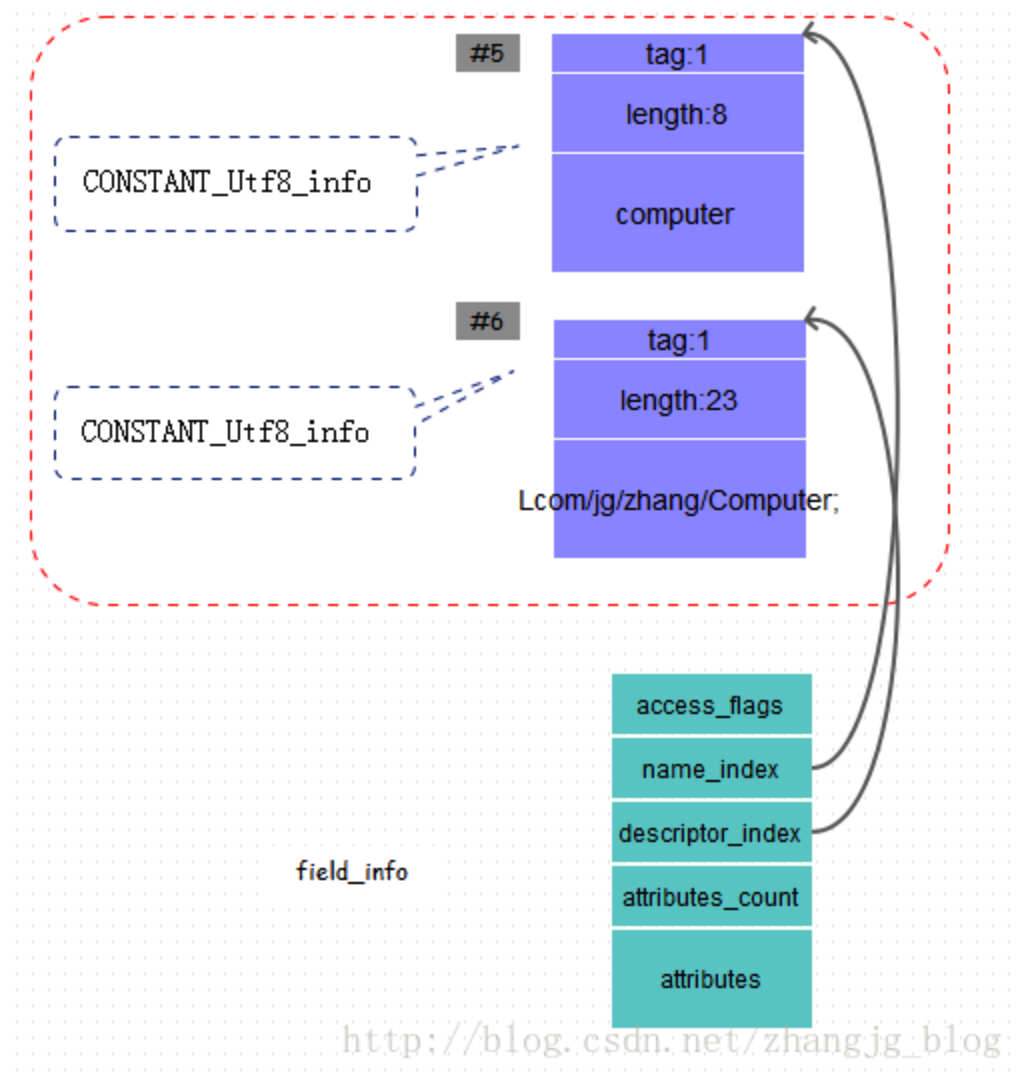 #5
tag:1
length:8
CONSTANT_Utf8_info
computer
#6
tag:1
length:23
CONSTANT_Utf8_info
Lcom/jg/zhang/Computer;
access_flags
name_index
descriptor_index
field_info
attributes_count
attributes
http://blog.csdn.net/zhangjg_blog